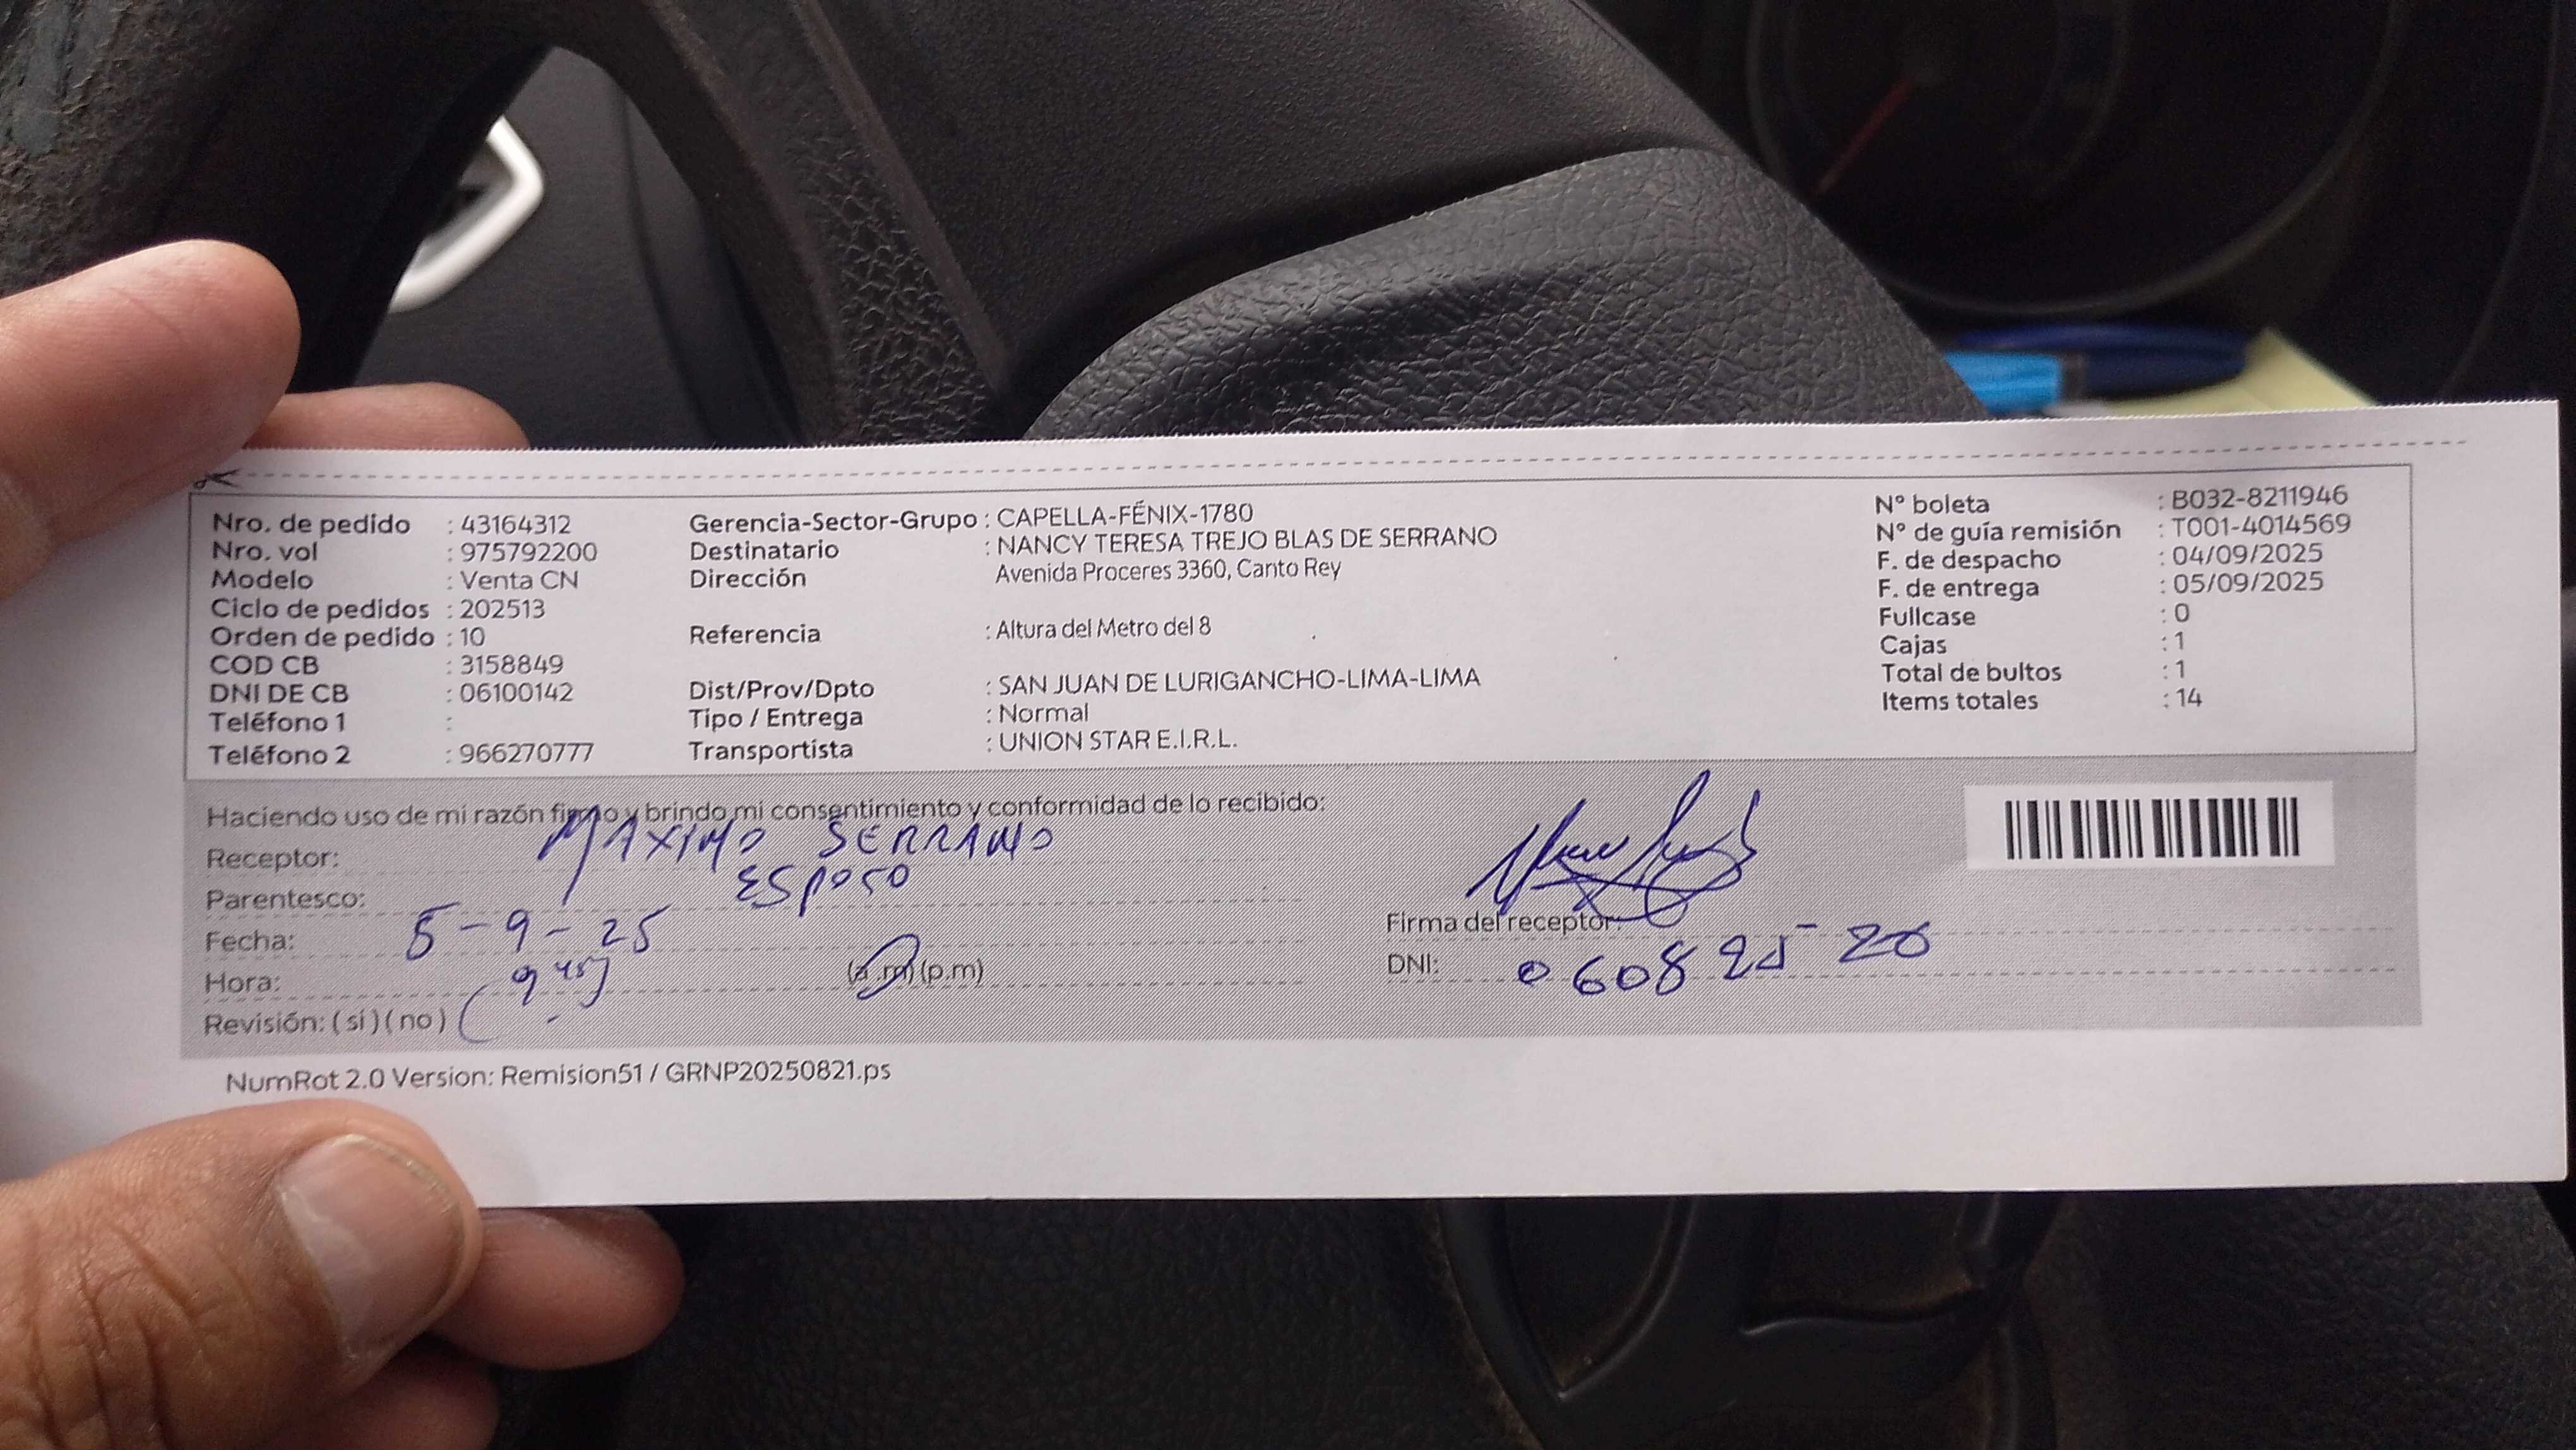 Nro. de pedido : 43164312
Nro. vol : 975792200
Modelo : Venta CN
Ciclo de pedidos : 202513
Orden de pedido : 10
COD CB : 3158849
DNI DE CB : 06100142
Teléfono 1 :
Teléfono 2 : 966270777
Gerencia-Sector-Grupo : CAPELLA-FÉNIX-1780
Destinatario : NANCY TERESA TREJO BLAS DE SERRANO
Dirección Avenida Proceres 3360, Canto Rey
Referencia : Altura del Metro del 8
Dist/Prov/Dpto : SAN JUAN DE LURIGANCHO-LIMA-LIMA
Tipo / Entrega : Normal
Transportista : UNION STAR E.I.R.L.
Nº boleta : B032-8211946
Nº de guía remisión : T001-4014569
F. de despacho : 04/09/2025
F. de entrega : 05/09/2025
Fullcase : 0
Cajas : 1
Total de bultos : 1
Items totales : 14
Haciendo uso de mi razón firmo y brindo mi consentimiento y conformidad de lo recibido:
Receptor: MAXIMO SERRANO
Parentesco: ESPOSO
Fecha: 5-9-25
Hora: 9 45 (a.m) (p.m)
Revisión: (si) (no)
Firma del receptor:
DNI:
NumRot 2.0 Version: Remision51 / GRNP20250821.ps